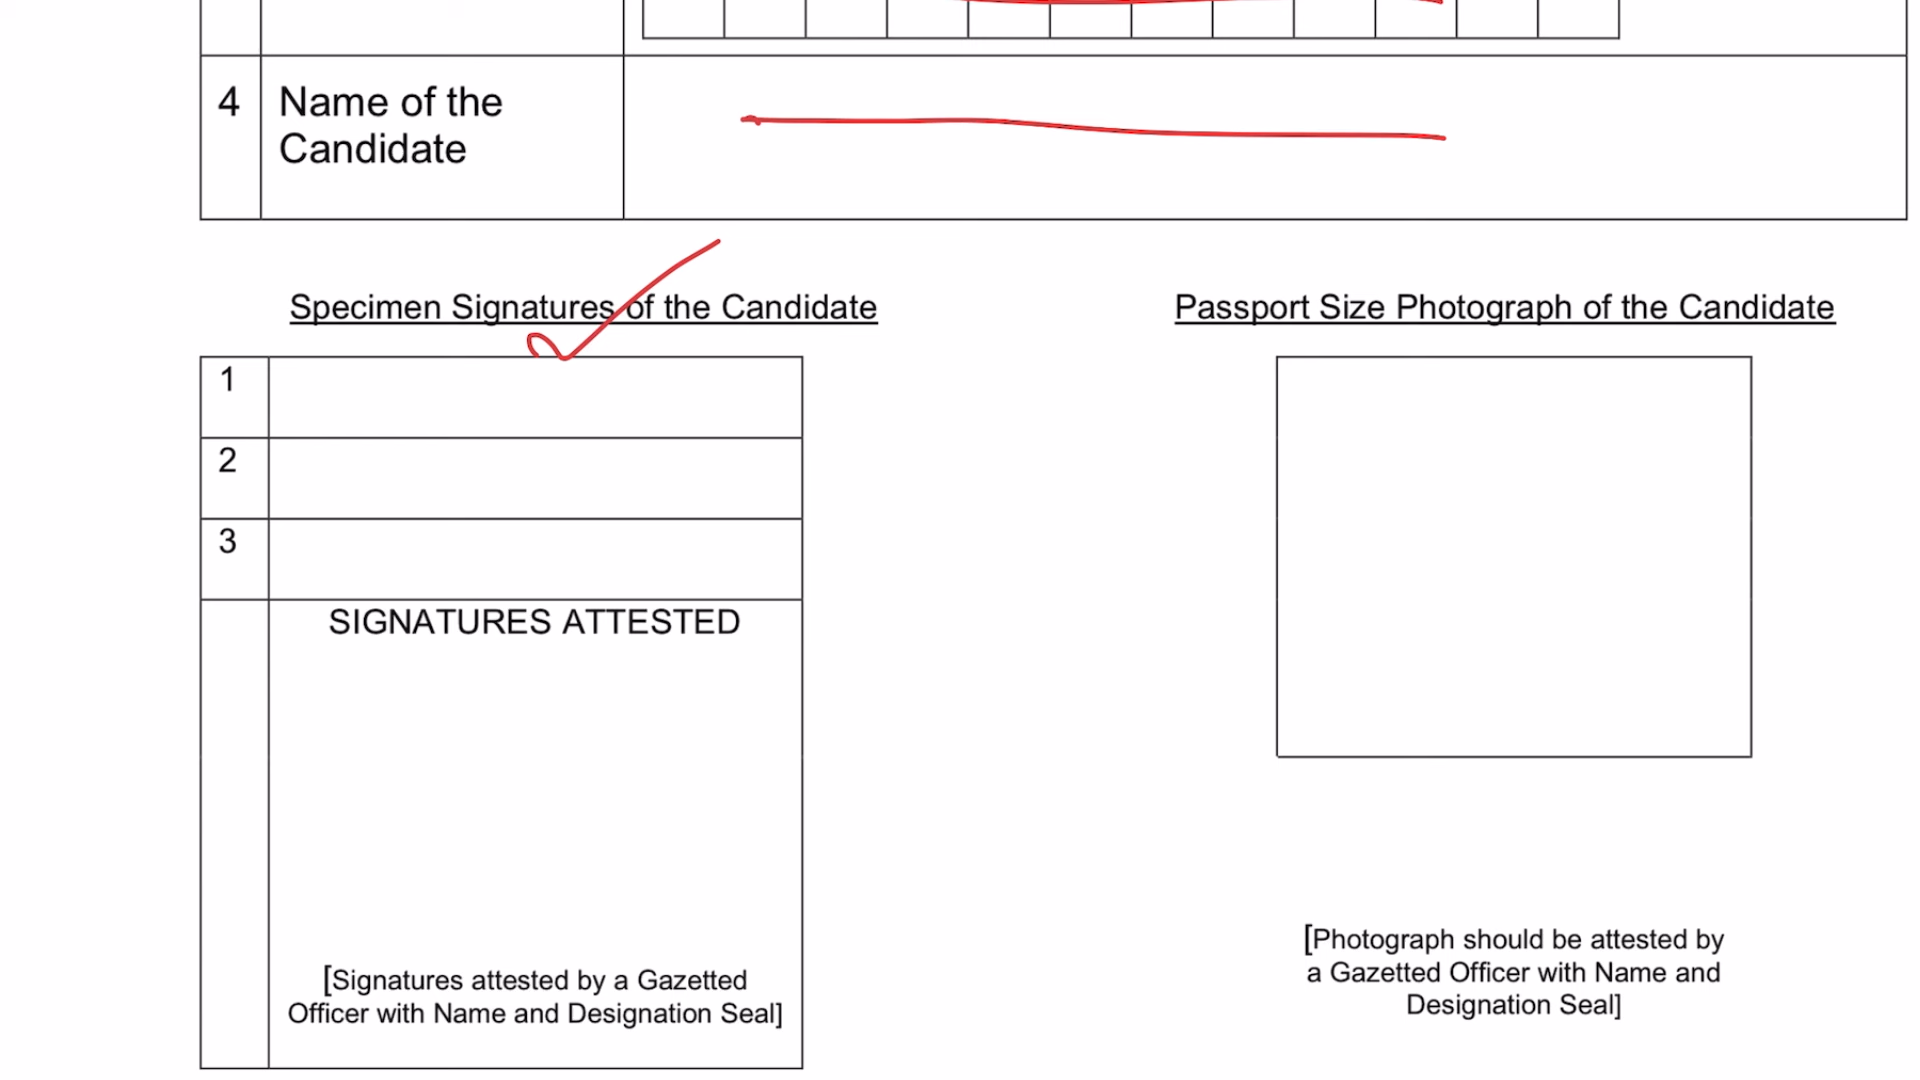 4 Name of the
Candidate
Specimen Signatures of the Candidate
Passport Size Photograph of the Candidate
1
2
3
SIGNATURES ATTESTED
[Signatures attested by a Gazetted
Officer with Name and Designation Seal]
[Photograph should be attested by
a Gazetted Officer with Name and
Designation Seal]